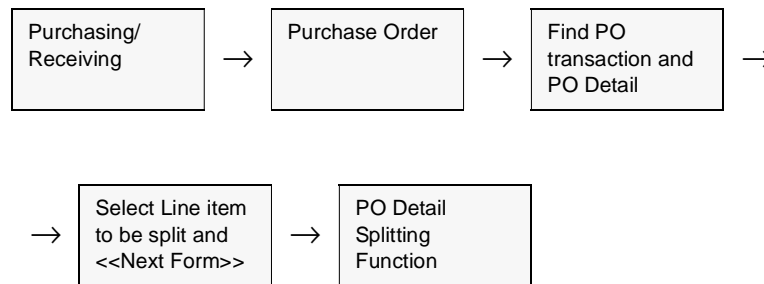 Purchasing/
Receiving
→
Purchase Order
→
Find PO
transaction and
PO Detail
→
→
Select Line item
to be split and
<<Next Form>>
→
PO Detail
Splitting
Function